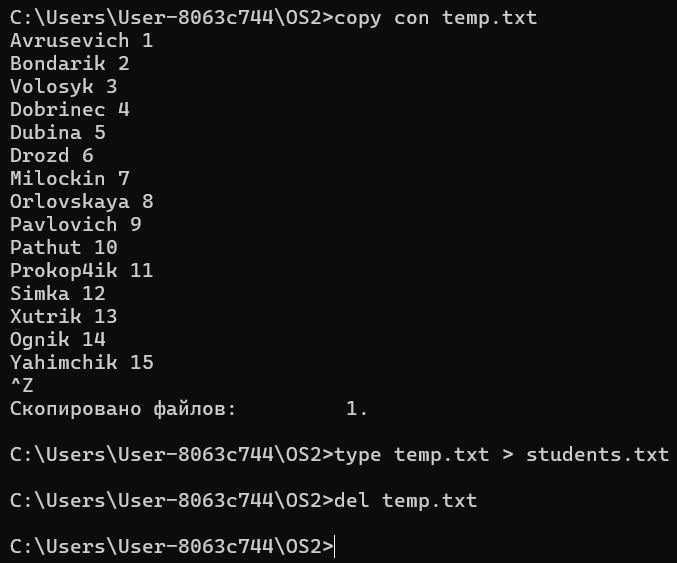 C:\Users\User-8063c744\OS2>copy con temp.txt
Avrusevich 1
Bondarik 2
Volosyk 3
Dobrinec 4
Dubina 5
Drozd 6
Milockin 7
Orlovskaya 8
Pavlovich 9
Pathut 10
Prokop4ik 11
Simka 12
Xutrik 13
Ognik 14
Yahimchik 15
^Z
Скопировано файлов:         1.
C:\Users\User-8063c744\OS2>type temp.txt > students.txt
C:\Users\User-8063c744\OS2>del temp.txt
C:\Users\User-8063c744\OS2>